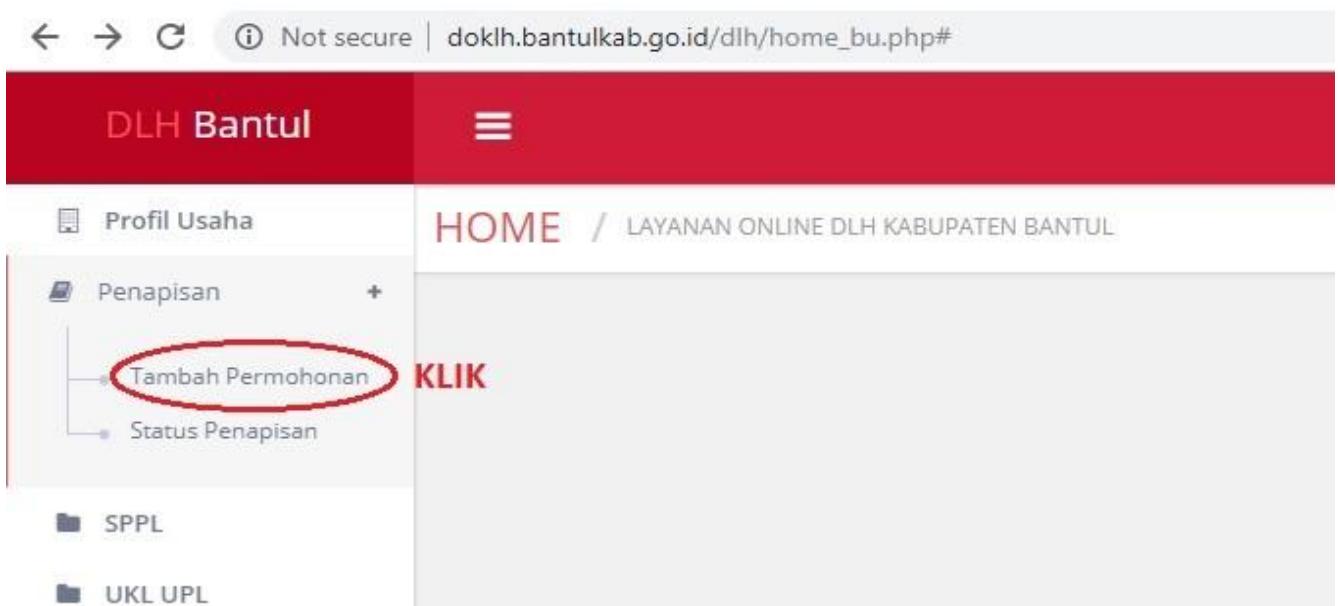 Not secure | doklh.bantulkab.go.id/dlh/home_bu.php#
DLH Bantul
Profil Usaha
HOME / LAYANAN ONLINE DLH KABUPATEN BANTUL
Penapisan +
Tambah Permohonan KLIK
Status Penapisan
SPPL
UKL UPL